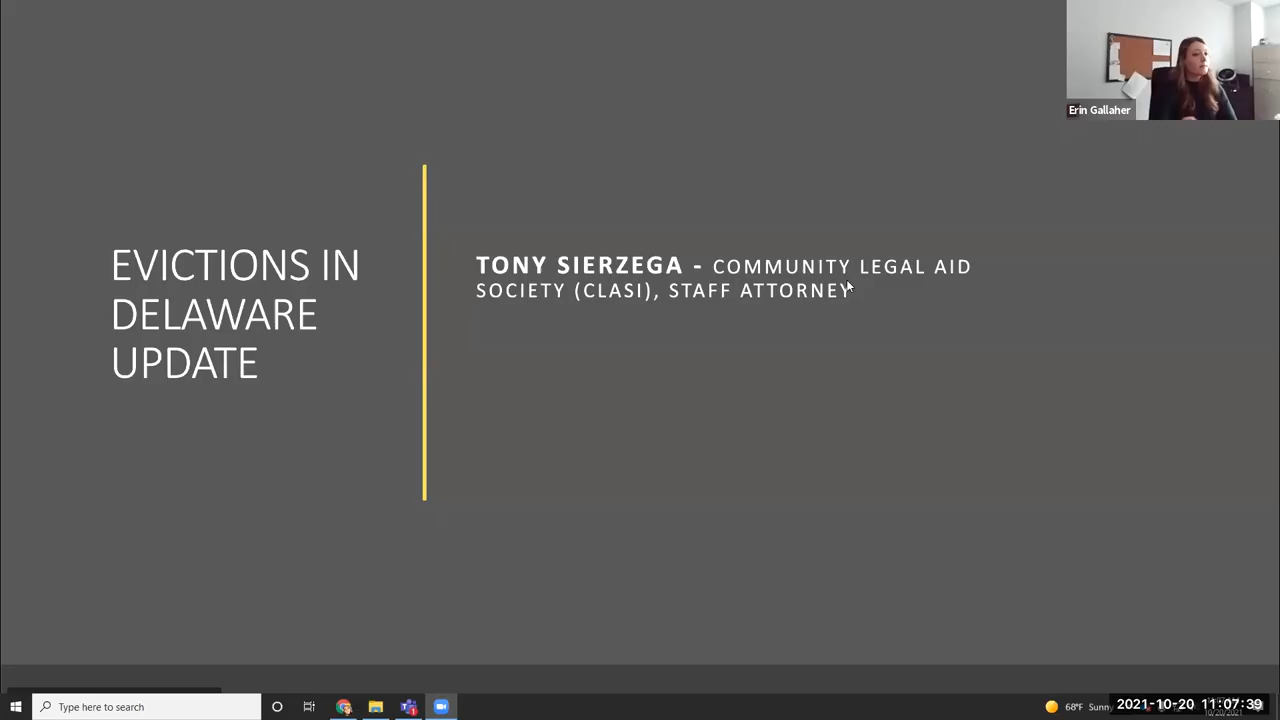 Erin Gallaher
EVICTIONS IN
DELAWARE
UPDATE
TONY SIERZEGA - COMMUNITY LEGAL AID
SOCIETY (CLASI), STAFF ATTORNEY
Type here to search
68°F Sunny
2021-10-20 11:07:39